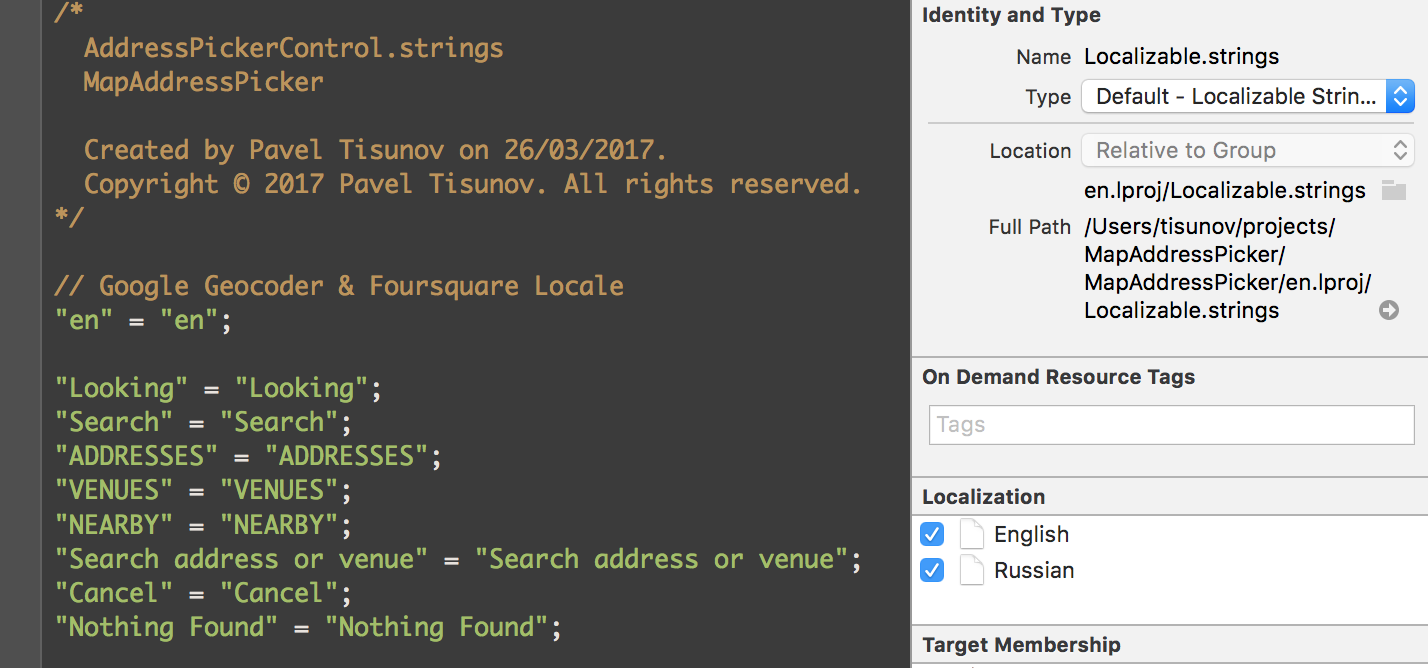 /*
AddressPickerControl.strings
MapAddressPicker
Created by Pavel Tisunov on 26/03/2017.
Copyright © 2017 Pavel Tisunov. All rights reserved.
*/
// Google Geocoder & Foursquare Locale
"en" = "en";
"Looking" = "Looking";
"Search" = "Search";
"ADDRESSES" = "ADDRESSES";
"VENUES" = "VENUES";
"NEARBY" = "NEARBY";
"Search address or venue" = "Search address or venue";
"Cancel" = "Cancel";
"Nothing Found" = "Nothing Found";
Identity and Type
Name Localizable.strings
Type Default - Localizable Strin...
Location Relative to Group
en.lproj/Localizable.strings
Full Path /Users/tisunov/projects/
MapAddressPicker/
MapAddressPicker/en.lproj/
Localizable.strings
On Demand Resource Tags
Tags
Localization
English
Russian
Target Membership